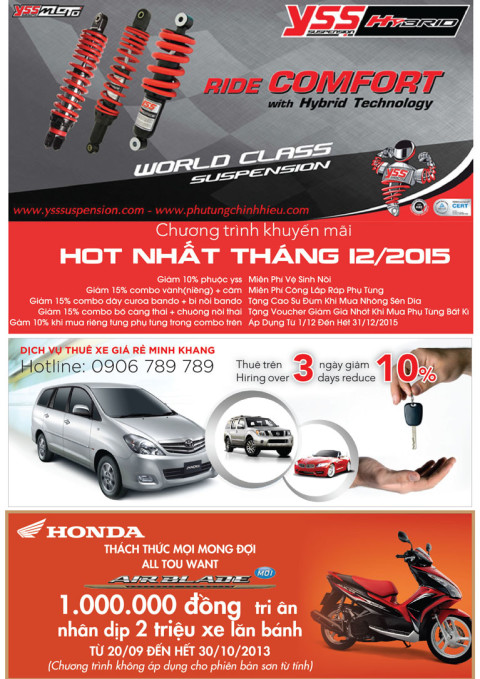 YSS MOTO
YSS HYBRID
SUSPENSION
RIDE COMFORT
with Hybrid Technology
YSS
WORLD CLASS
SUSPENSION
YSS
CERT
www.ysssuspension.com - www.phutungchinhhieu.com
Chương trình khuyến mãi
HOT NHẤT THÁNG 12/2015
Giảm 10% phuộc yss Miễn Phí Vệ Sinh Nồi
Giảm 15% combo vành(niềng) + căm Miễn Phí Công Lắp Ráp Phụ Tùng
Giảm 15% combo dây curoa bando + bi nồi bando Tặng Cao Su Đùm Khi Mua Nhông Sên Dĩa
Giảm 15% combo bố càng thái + chuông nồi thái Tặng Voucher Giảm Giá Nhớt Khi Mua Phụ Tùng Bất Kì
Giảm 10% khi mua riêng từng phụ tùng trong combo trên Áp Dụng Từ 1/12 Đến Hết 31/12/2015
DỊCH VỤ THUÊ XE GIÁ RẺ MINH KHANG
Hotline: 0906 789 789
Thuê trên 3 ngày giảm 10%
Hiring over days reduce
HONDA
THÁCH THỨC MỌI MONG ĐỢI
ALL TOU WANT
AIR BLADE MỚI
1.000.000 đồng tri ân
nhân dịp 2 triệu xe lăn bánh
TỪ 20/09 ĐẾN HẾT 30/10/2013
(Chương trình không áp dụng cho phiên bản sơn từ tính)